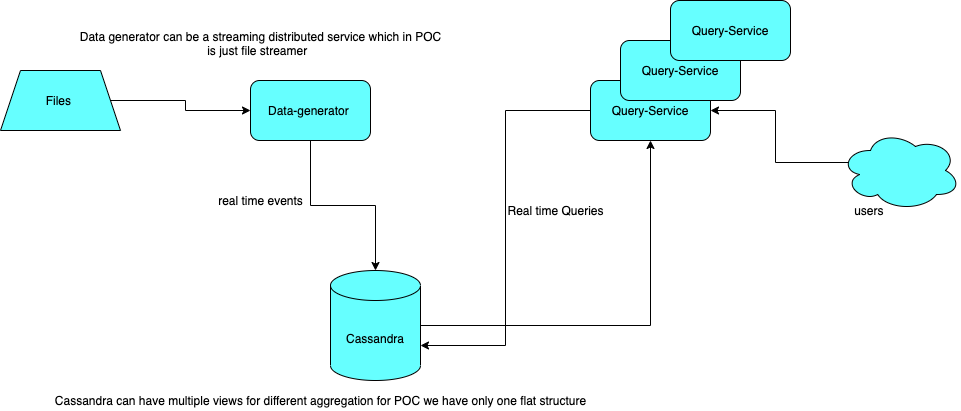 Data generator can be a streaming distributed service which in POC
is just file streamer
Query-Service
Query-Service
Query-Service
Files
Data-generator
real time events
Real time Queries
users
Cassandra
Cassandra can have multiple views for different aggregation for POC we have only one flat structure